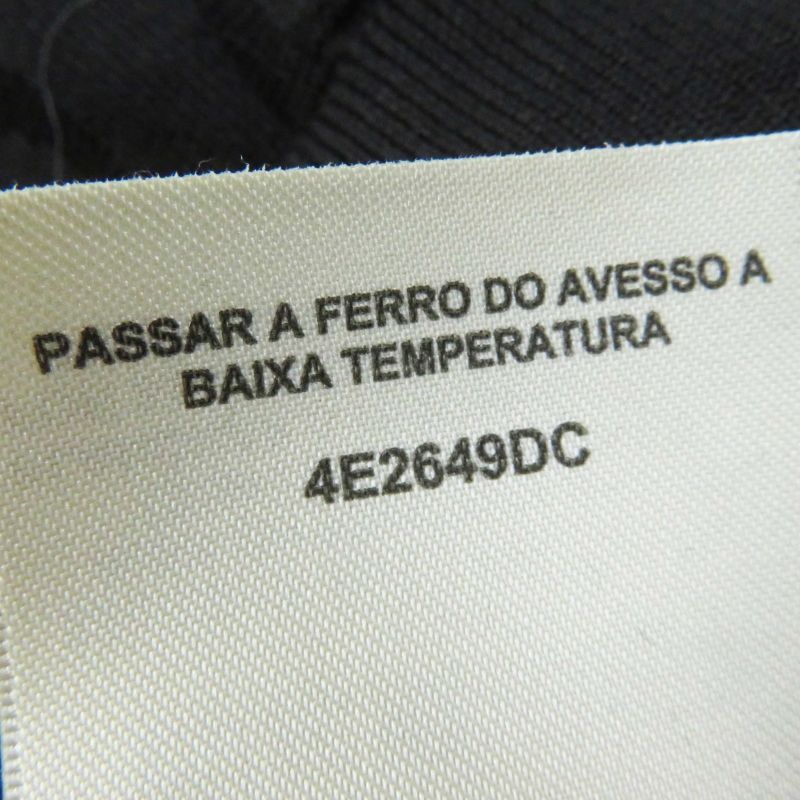 PASSAR A FERRO DO AVESSO A
BAIXA TEMPERATURA
4E2649DC